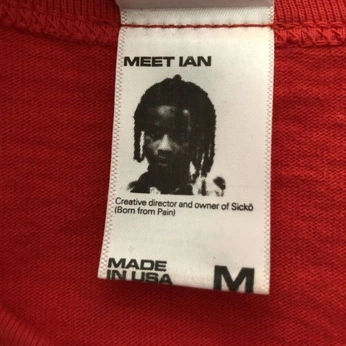 MEET IAN
Creative director and owner of Sickö
(Born from Pain)
MADE
IN USA
M